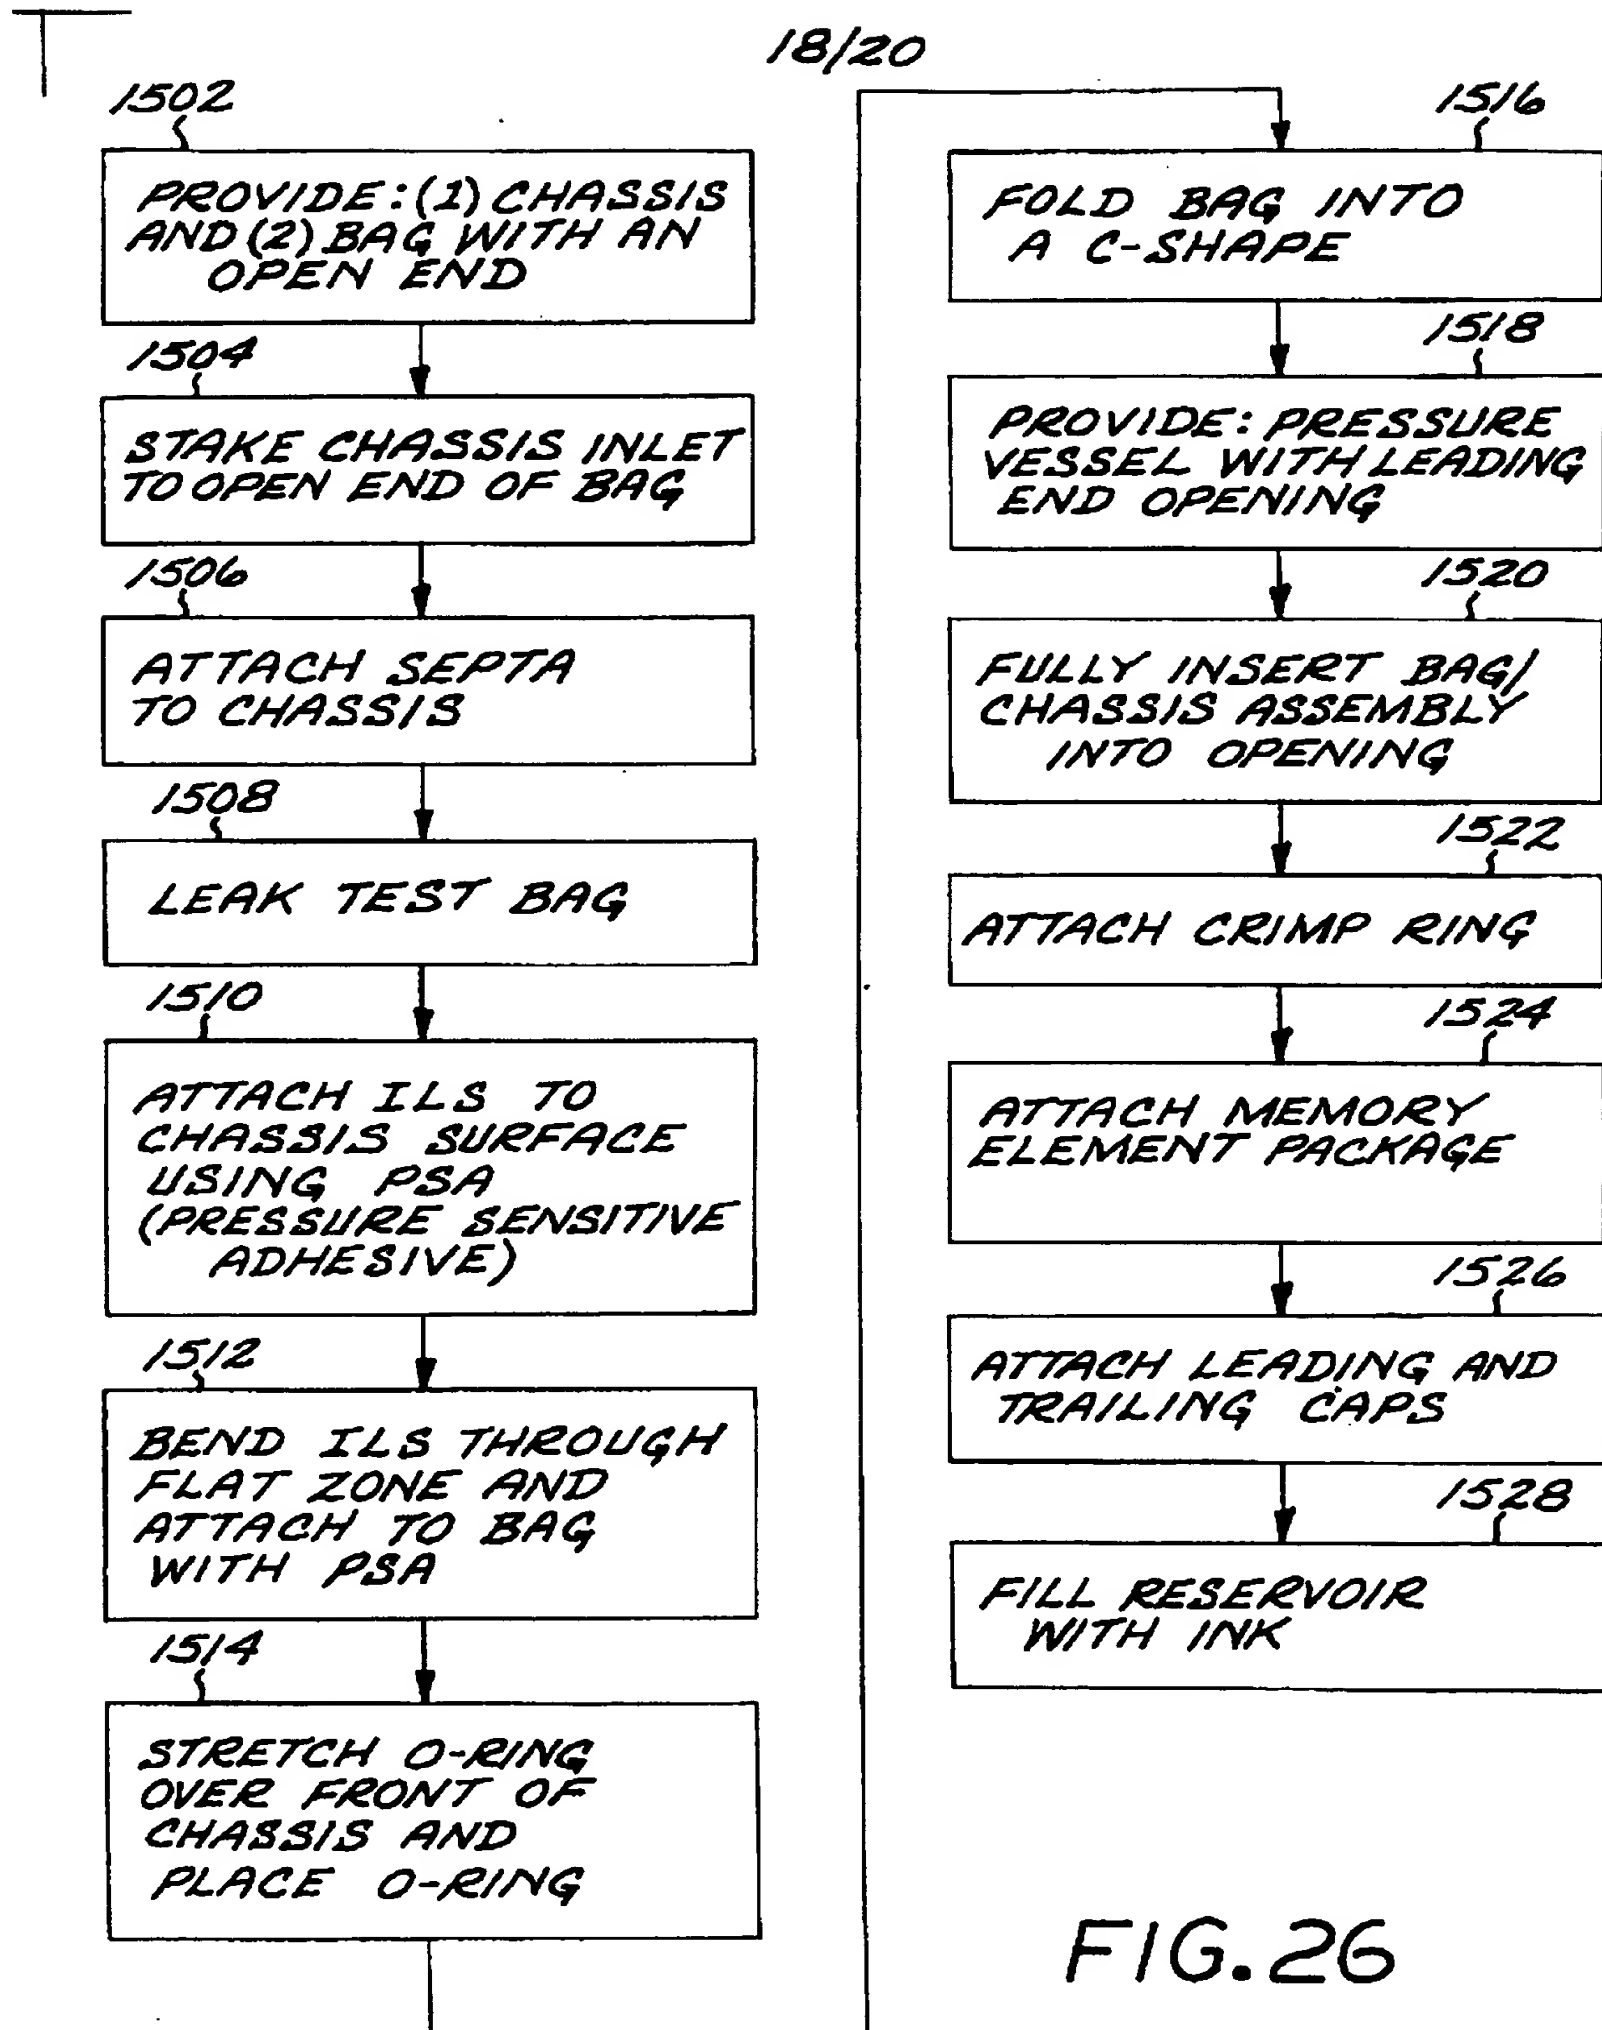 18/20
1502
PROVIDE: (1) CHASSIS
AND (2) BAG WITH AN
OPEN END
1504
STAKE CHASSIS INLET
TO OPEN END OF BAG
1506
ATTACH SEPTA
TO CHASSIS
1508
LEAK TEST BAG
1510
ATTACH ILS TO
CHASSIS SURFACE
USING PSA
(PRESSURE SENSITIVE
ADHESIVE)
1512
BEND ILS THROUGH
FLAT ZONE AND
ATTACH TO BAG
WITH PSA
1514
STRETCH O-RING
OVER FRONT OF
CHASSIS AND
PLACE O-RING
1516
FOLD BAG INTO
A C-SHAPE
1518
PROVIDE: PRESSURE
VESSEL WITH LEADING
END OPENING
1520
FULLY INSERT BAG/
CHASSIS ASSEMBLY
INTO OPENING
1522
ATTACH CRIMP RING
1524
ATTACH MEMORY
ELEMENT PACKAGE
1526
ATTACH LEADING AND
TRAILING CAPS
1528
FILL RESERVOIR
WITH INK
FIG. 26